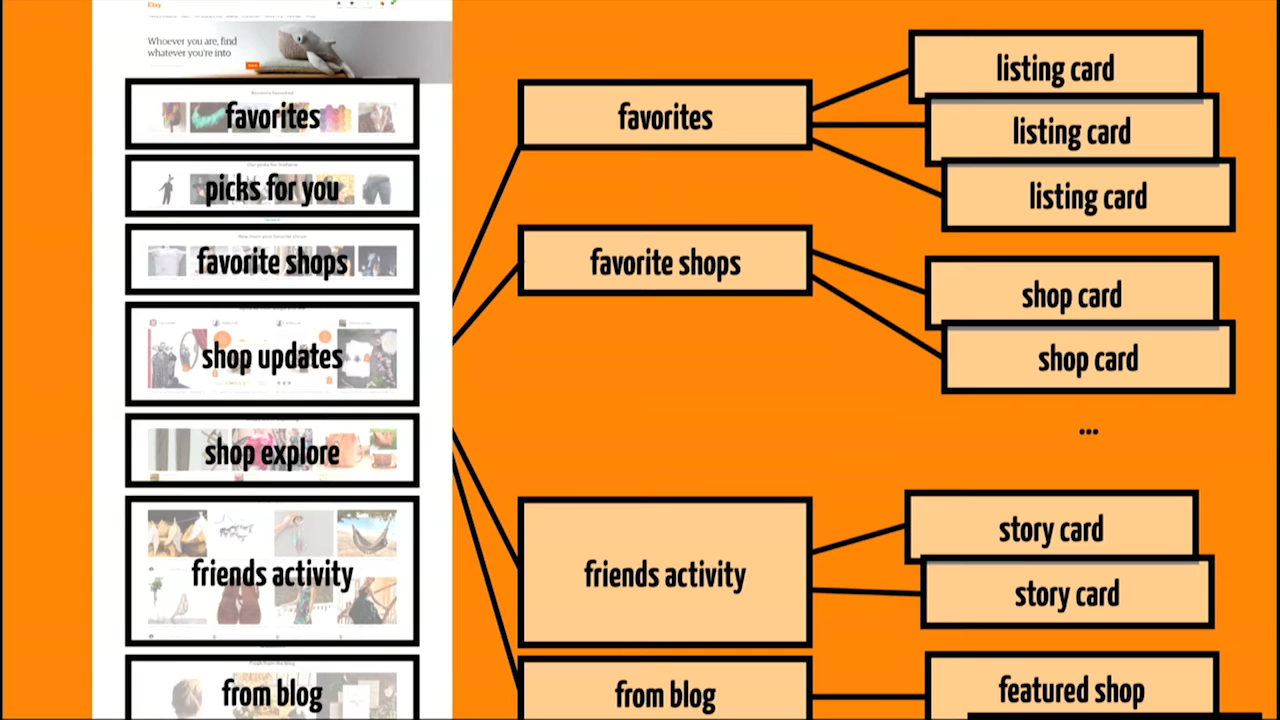 Etsy
Whoever you are, find
whatever you're into
favorites
picks for you
favorite shops
shop updates
shop explore
friends activity
from blog
favorites
favorite shops
friends activity
from blog
listing card
listing card
listing card
shop card
shop card
...
story card
story card
featured shop